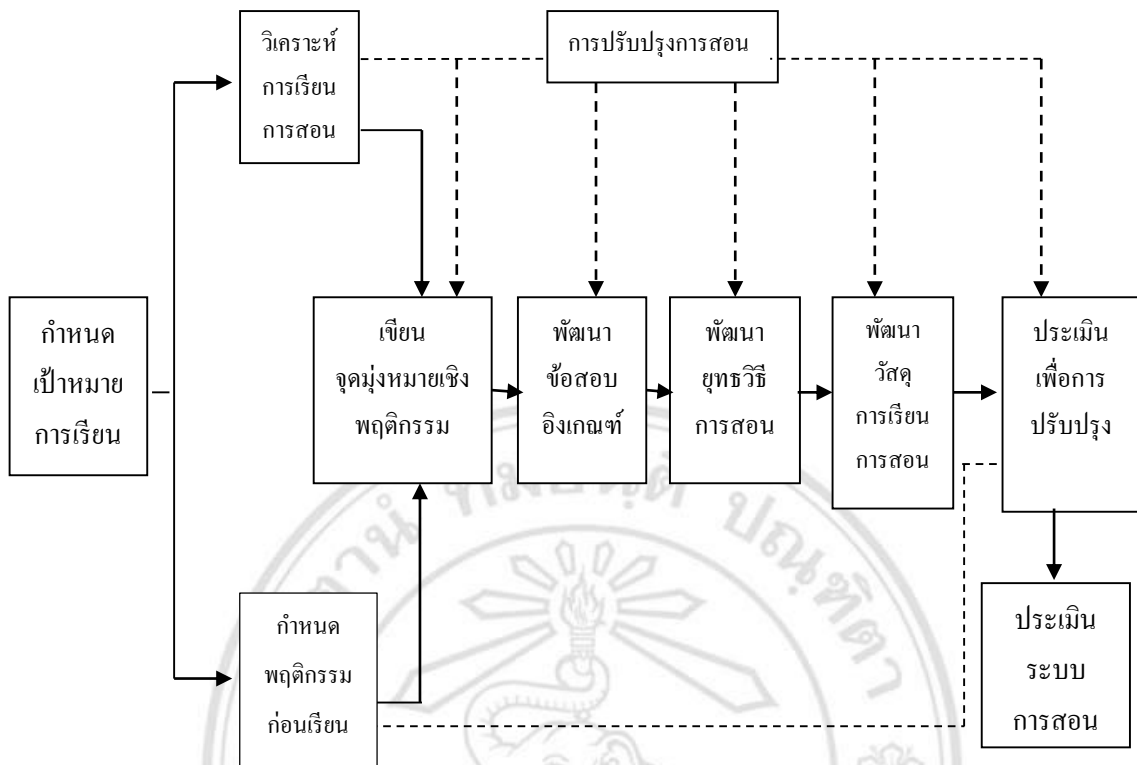 วิเคราะห์
การเรียน
การสอน
การปรับปรุงการสอน
กำหนด
เป้าหมาย
การเรียน
เขียน
จุดมุ่งหมายเชิง
พฤติกรรม
พัฒนา
ข้อสอบ
อิงเกณฑ์
พัฒนา
ยุทธวิธี
การสอน
พัฒนา
วัสดุ
การเรียน
การสอน
ประเมิน
เพื่อการ
ปรับปรุง
กำหนด
พฤติกรรม
ก่อนเรียน
ประเมิน
ระบบ
การสอน